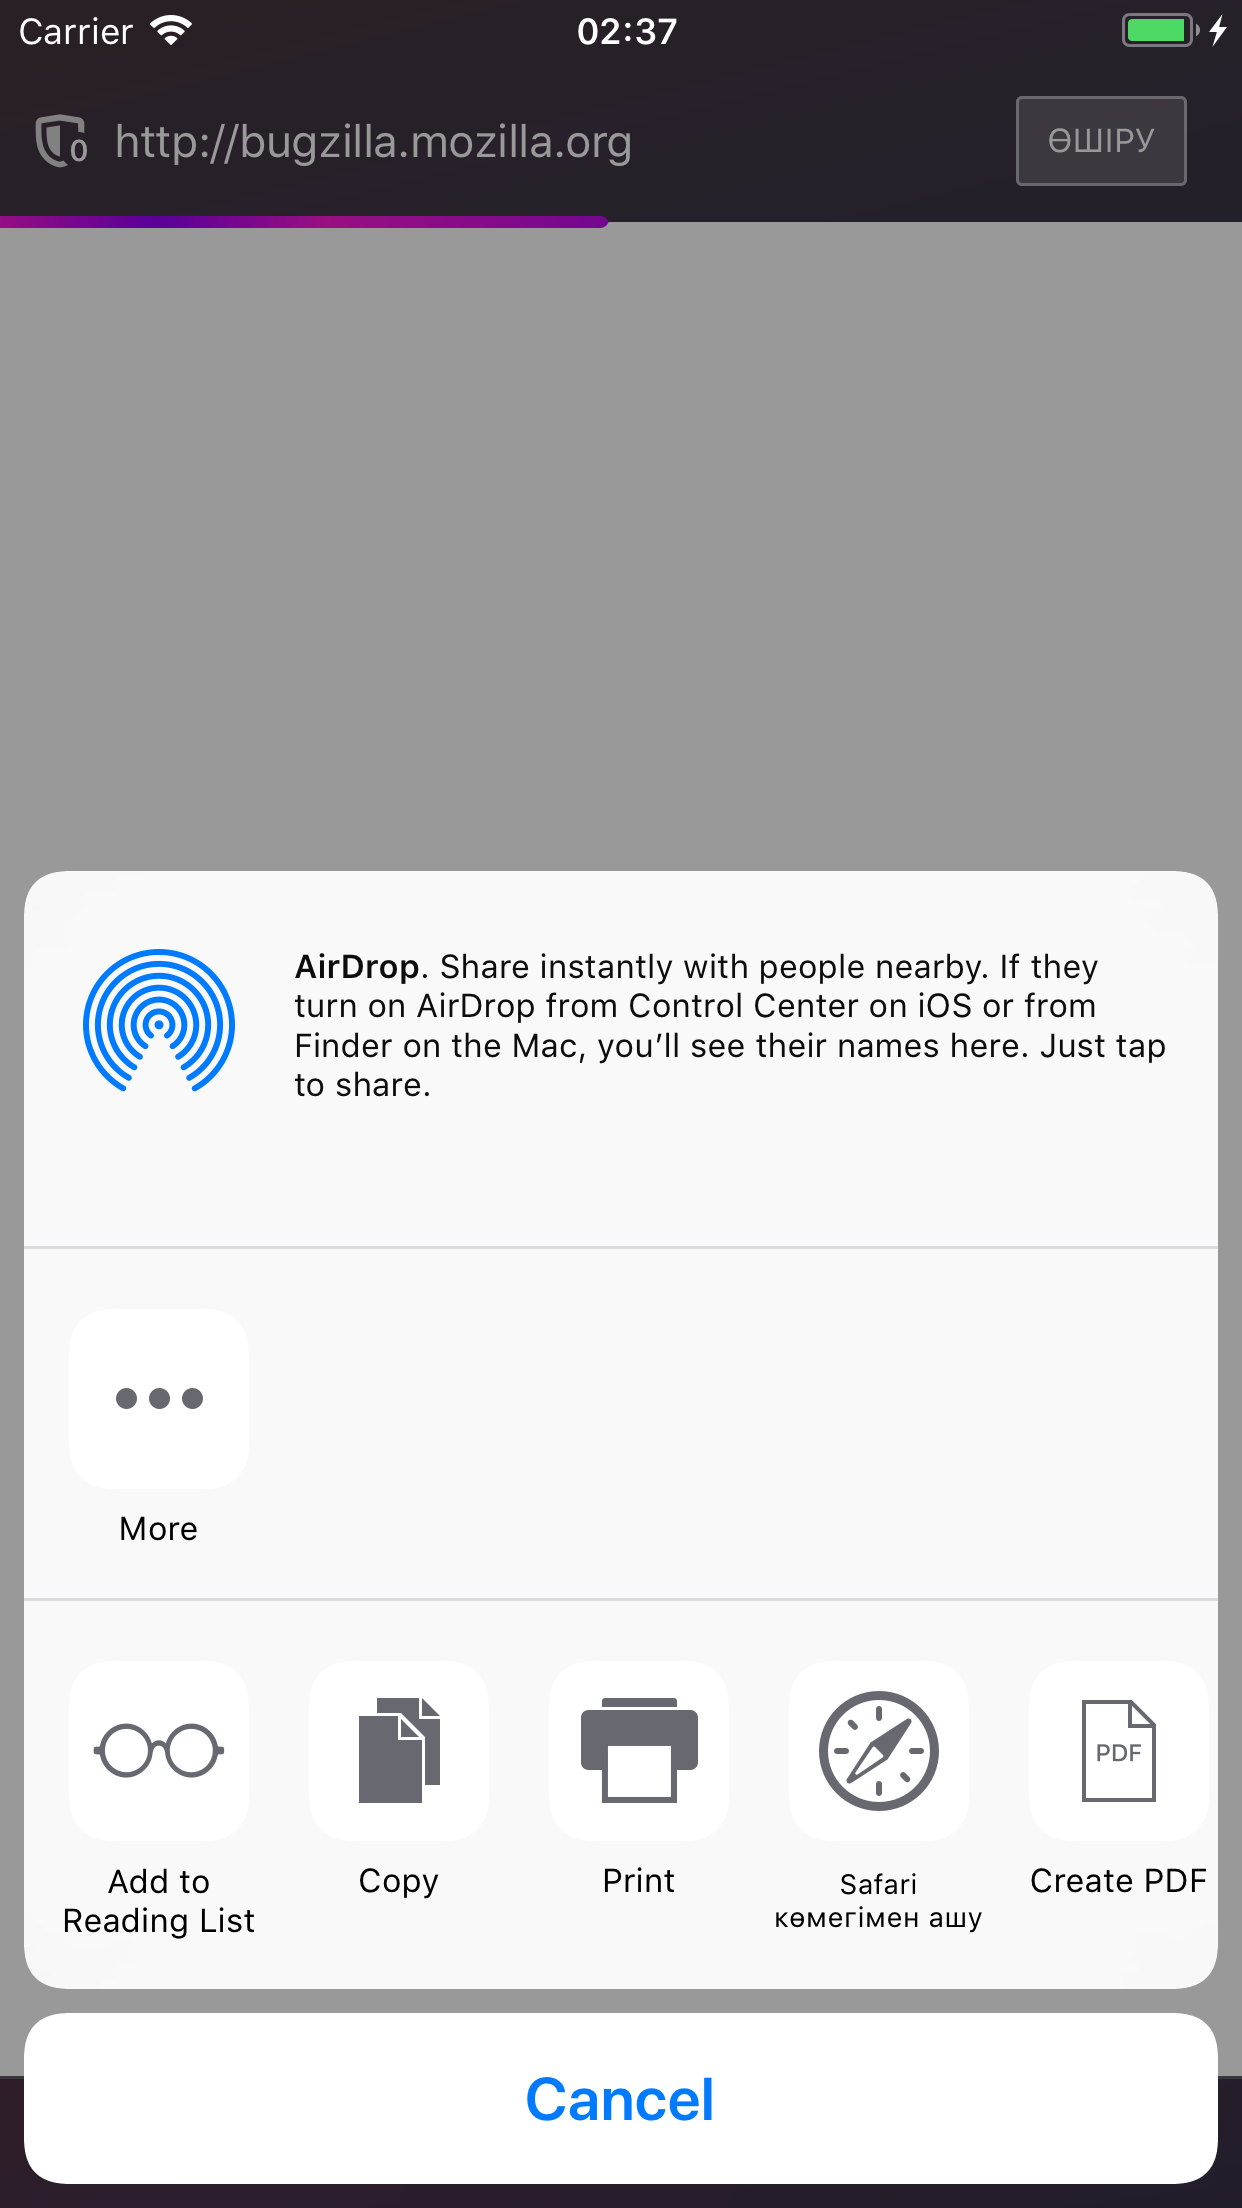 Carrier
02:37
0
http://bugzilla.mozilla.org
ӨШІРУ
AirDrop. Share instantly with people nearby. If they
turn on AirDrop from Control Center on iOS or from
Finder on the Mac, you’ll see their names here. Just tap
to share.
More
Add to
Reading List
Copy
Print
Safari
көмегімен ашу
PDF
Create PDF
Cancel